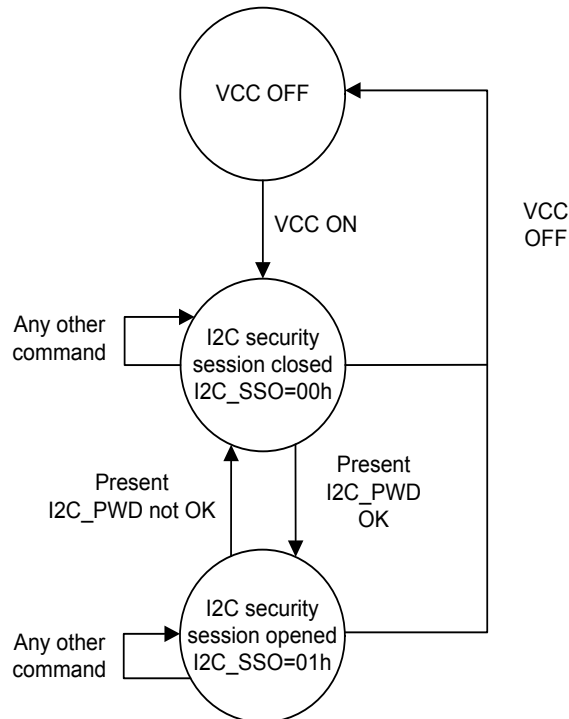 VCC OFF
VCC
OFF
VCC ON
Any other
command
I2C security
session closed
I2C_SSO=00h
Present
I2C_PWD not OK
Present
I2C_PWD
OK
I2C security
session opened
I2C_SSO=01h
Any other
command